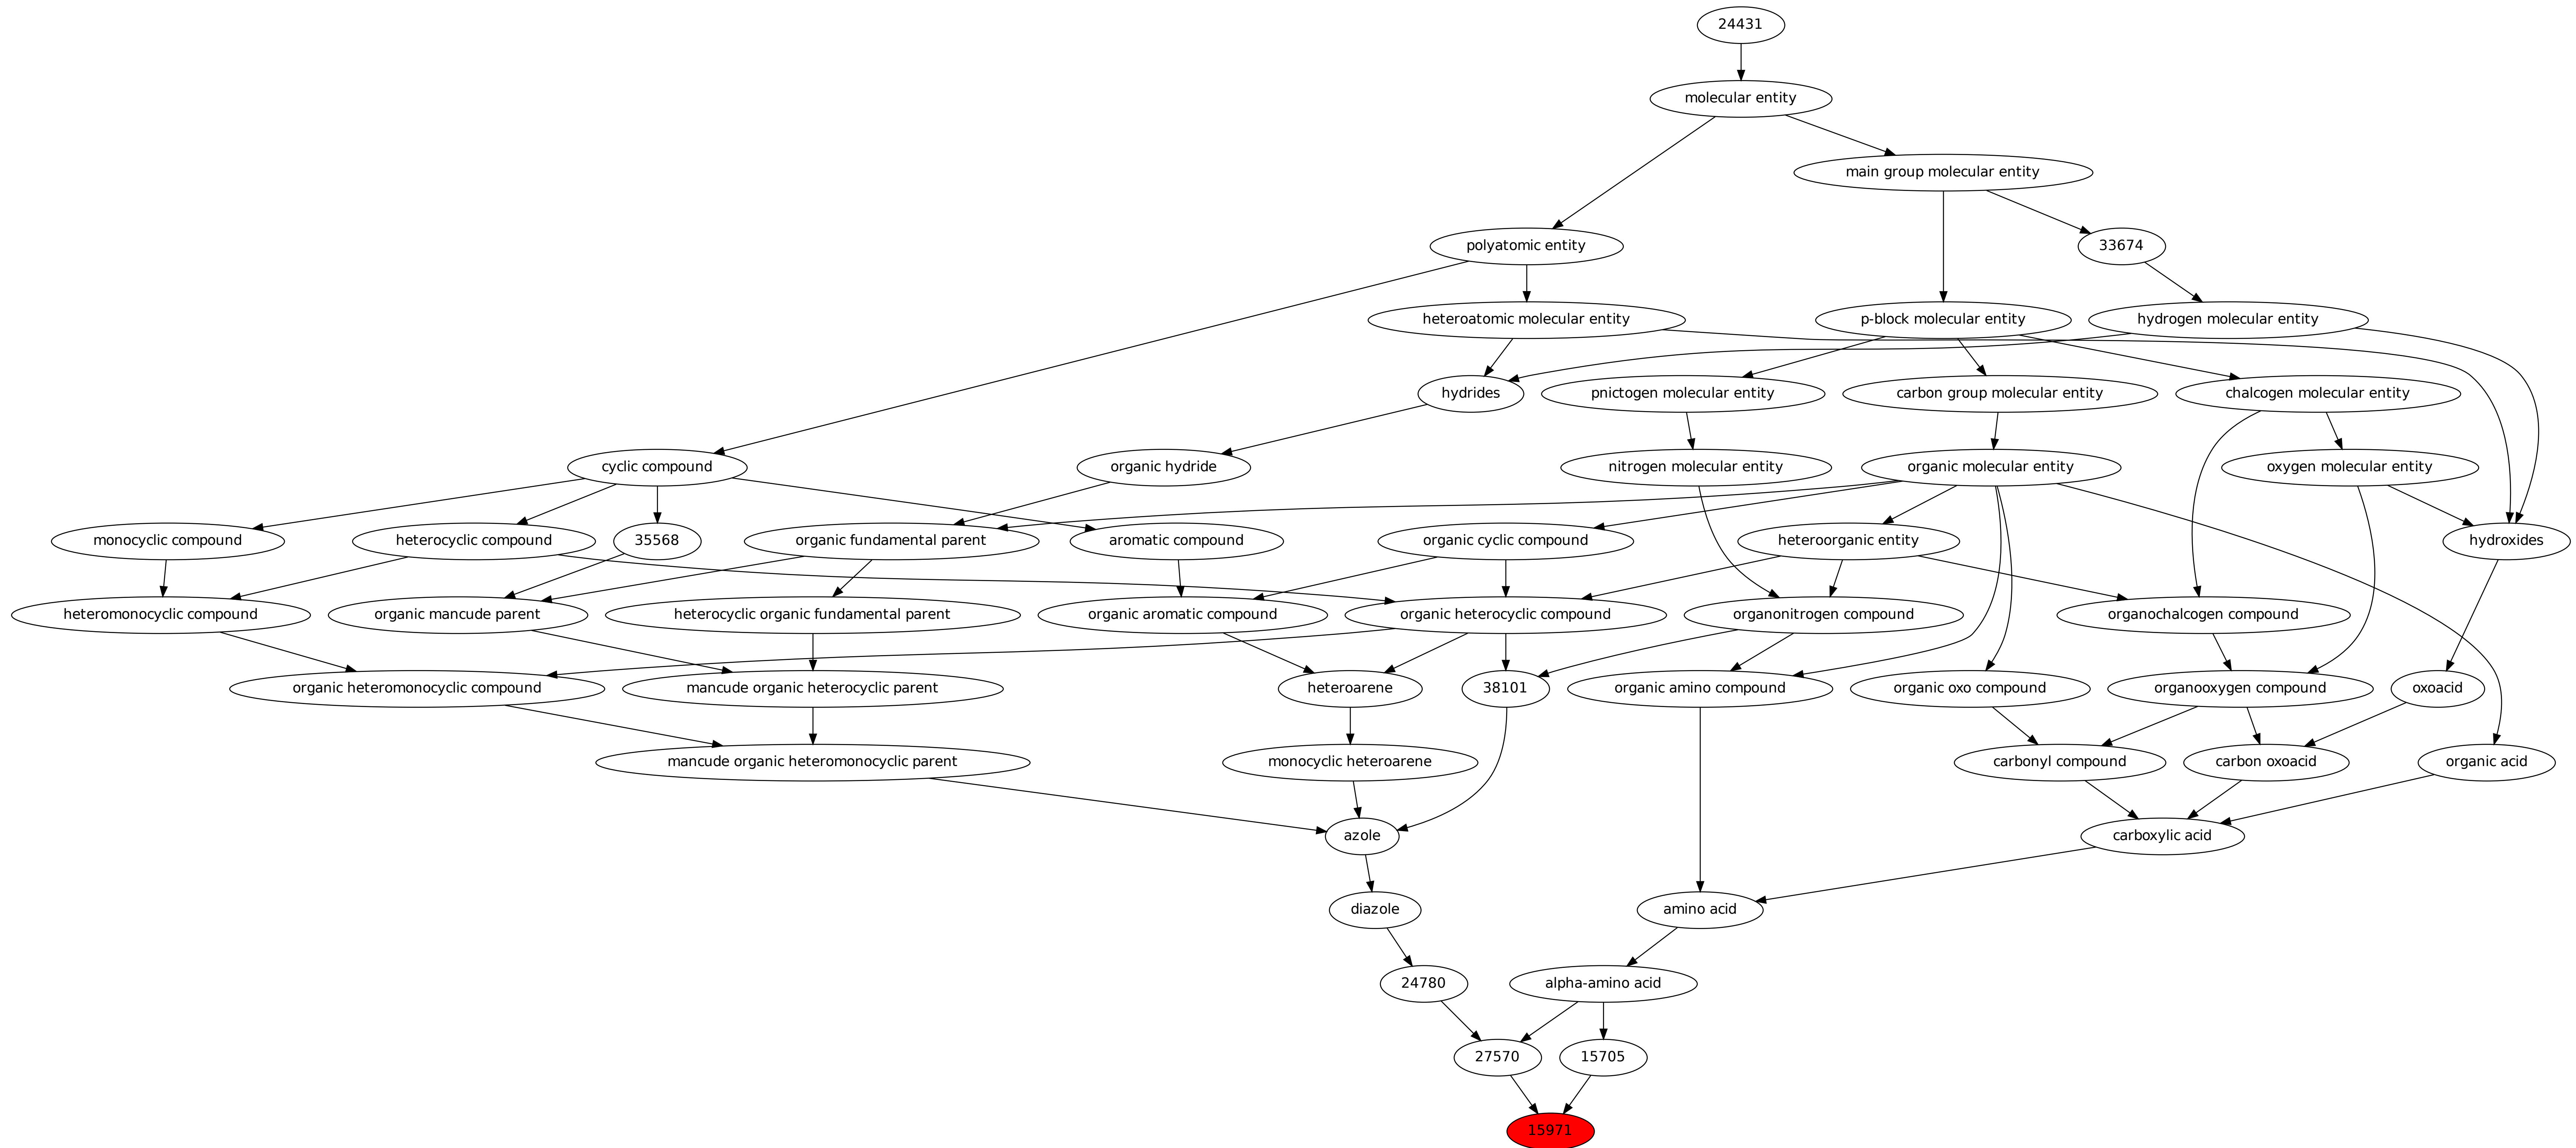 24431
molecular entity
main group molecular entity
polyatomic entity
33674
heteroatomic molecular entity
p-block molecular entity
hydrogen molecular entity
hydrides
pnictogen molecular entity
carbon group molecular entity
chalcogen molecular entity
cyclic compound
organic hydride
nitrogen molecular entity
organic molecular entity
oxygen molecular entity
monocyclic compound
heterocyclic compound
35568
organic fundamental parent
aromatic compound
organic cyclic compound
heteroorganic entity
hydroxides
heteromonocyclic compound
organic mancude parent
heterocyclic organic fundamental parent
organic aromatic compound
organic heterocyclic compound
organonitrogen compound
organochalcogen compound
organic heteromonocyclic compound
mancude organic heterocyclic parent
heteroarene
38101
organic amino compound
organic oxo compound
organooxygen compound
oxoacid
mancude organic heteromonocyclic parent
monocyclic heteroarene
carbonyl compound
carbon oxoacid
organic acid
azole
carboxylic acid
diazole
amino acid
24780
alpha-amino acid
27570
15705
15971